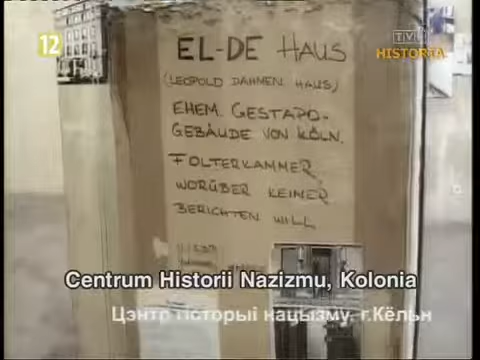 12
TVP
HISTORIA
EL-DE HAUS
(LEOPOLD DAHMEN HAUS)
EHEM. GESTAPO-
GEBÄUDE VON KÖLN.
FOLTERKAMMER
WORÜBER KEINER
BERICHTEN WILL
Centrum Historii Nazizmu, Kolonia
Цэнтр гісторыі нацызму, г.Кёльн